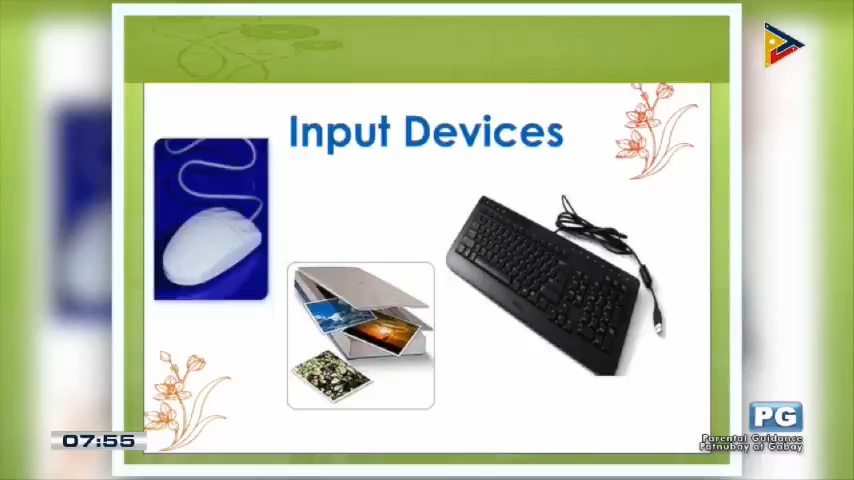 Input Devices
07:55
PG
Parental Guidance
Patnubay at Gabay